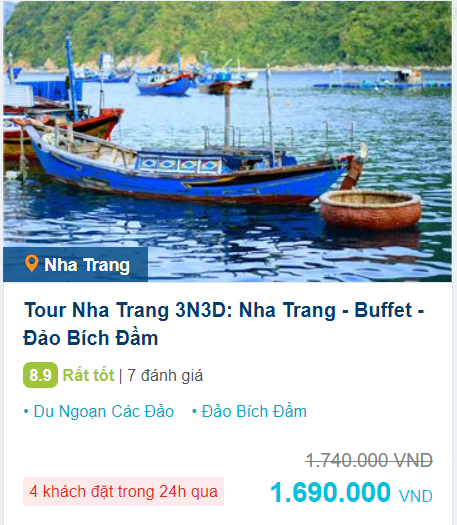 Nha Trang
Tour Nha Trang 3N3D: Nha Trang - Buffet -
Đảo Bích Đầm
8.9 Rất tốt | 7 đánh giá
• Du Ngoạn Các Đảo • Đảo Bích Đầm
1.740.000 VND
4 khách đặt trong 24h qua 1.690.000 VND